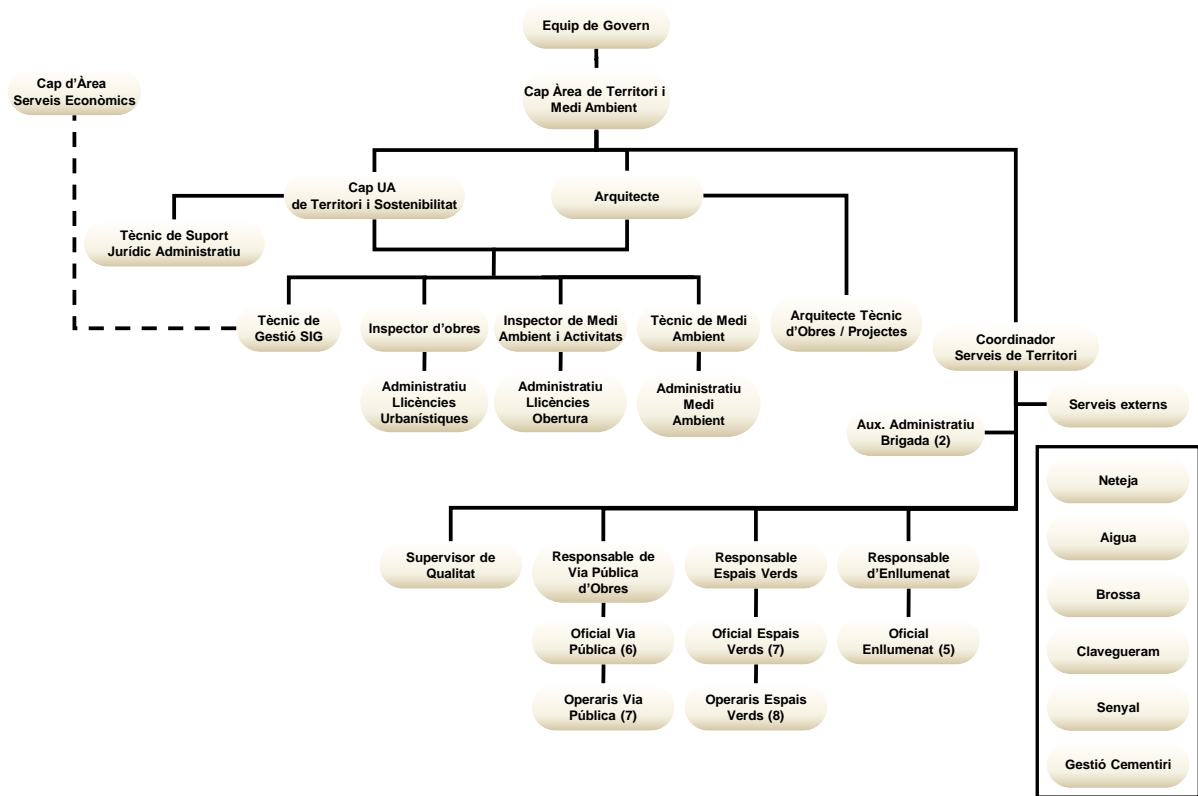 Equip de Govern
Cap d’Àrea
Serveis Econòmics
Cap Àrea de Territori i
Medi Ambient
Cap UA
de Territori i Sostenibilitat
Arquitecte
Tècnic de Suport
Jurídic Administratiu
Tècnic de
Gestió SIG
Inspector d’obres
Inspector de Medi
Ambient i Activitats
Tècnic de Medi
Ambient
Arquitecte Tècnic
d’Obres / Projectes
Coordinador
Serveis de Territori
Administratiu
Llicències
Urbanístiques
Administratiu
Llicències
Obertura
Administratiu
Medi
Ambient
Serveis externs
Aux. Administratiu
Brigada (2)
Neteja
Aigua
Brossa
Clavegueram
Senyal
Gestió Cementiri
Supervisor de
Qualitat
Responsable de
Via Pública
d’Obres
Responsable
Espais Verds
Responsable
d’Enllumenat
Oficial Via
Pública (6)
Oficial Espais
Verds (7)
Oficial
Enllumenat (5)
Operaris Via
Pública (7)
Operaris Espais
Verds (8)